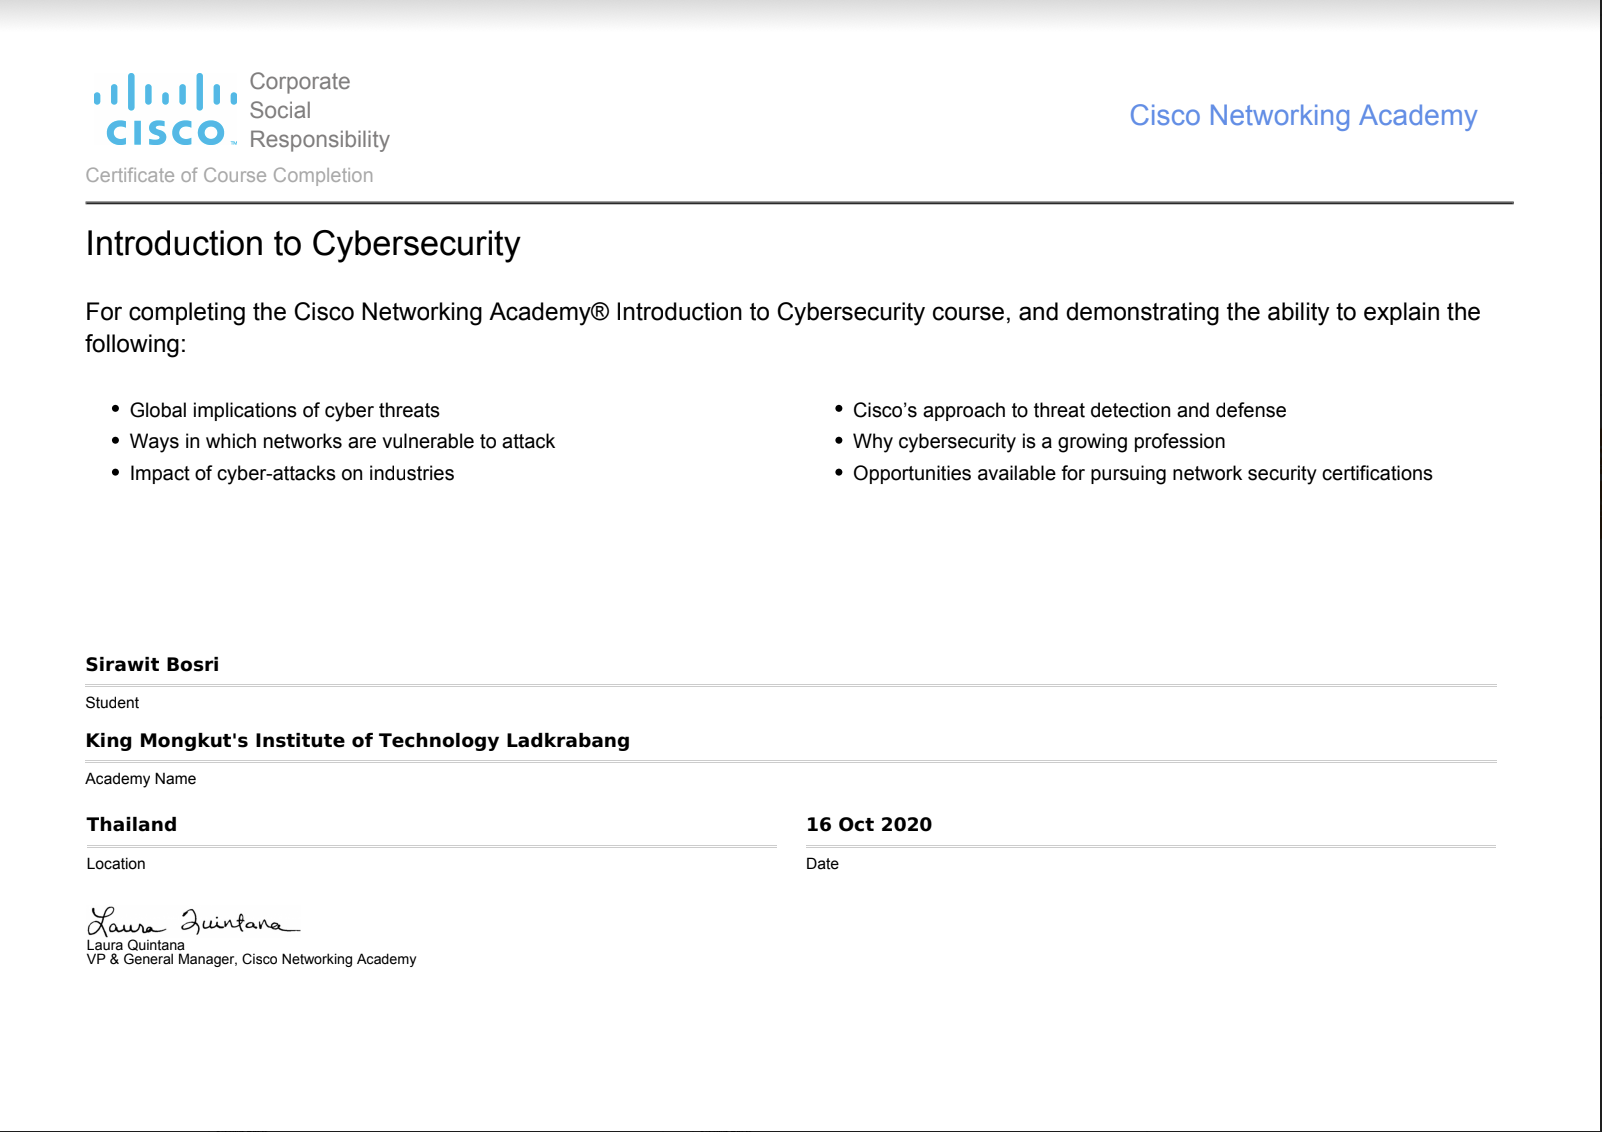 CISCO™
Corporate
Social
Responsibility
Cisco Networking Academy
Certificate of Course Completion
Introduction to Cybersecurity
For completing the Cisco Networking Academy® Introduction to Cybersecurity course, and demonstrating the ability to explain the
following:
• Global implications of cyber threats
• Ways in which networks are vulnerable to attack
• Impact of cyber-attacks on industries
• Cisco’s approach to threat detection and defense
• Why cybersecurity is a growing profession
• Opportunities available for pursuing network security certifications
Sirawit Bosri
Student
King Mongkut's Institute of Technology Ladkrabang
Academy Name
Thailand
Location
16 Oct 2020
Date
Laura Quintana
Laura Quintana
VP & General Manager, Cisco Networking Academy